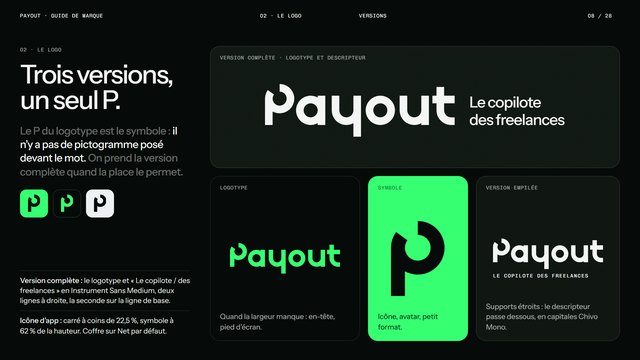 PAYOUT · GUIDE DE MARQUE
02 · LE LOGO
VERSIONS
08 / 28
02 · LE LOGO
Trois versions,
un seul P.
Le P du logotype est le symbole : il
n'y a pas de pictogramme posé
devant le mot. On prend la version
complète quand la place le permet.
Version complète : le logotype et « Le copilote / des
freelances » en Instrument Sans Medium, deux
lignes à droite, la seconde sur la ligne de base.
Icône d'app : carré à coins de 22,5 %, symbole à
62 % de la hauteur. Coffre sur Net par défaut.
VERSION COMPLÈTE · LOGOTYPE ET DESCRIPTEUR
Payout
Le copilote
des freelances
LOGOTYPE
Payout
Quand la largeur manque : en-tête,
pied d'écran.
SYMBOLE
P
Icône, avatar, petit
format.
VERSION EMPILÉE
Payout
LE COPILOTE DES FREELANCES
Supports étroits : le descripteur
passe dessous, en capitales Chivo
Mono.